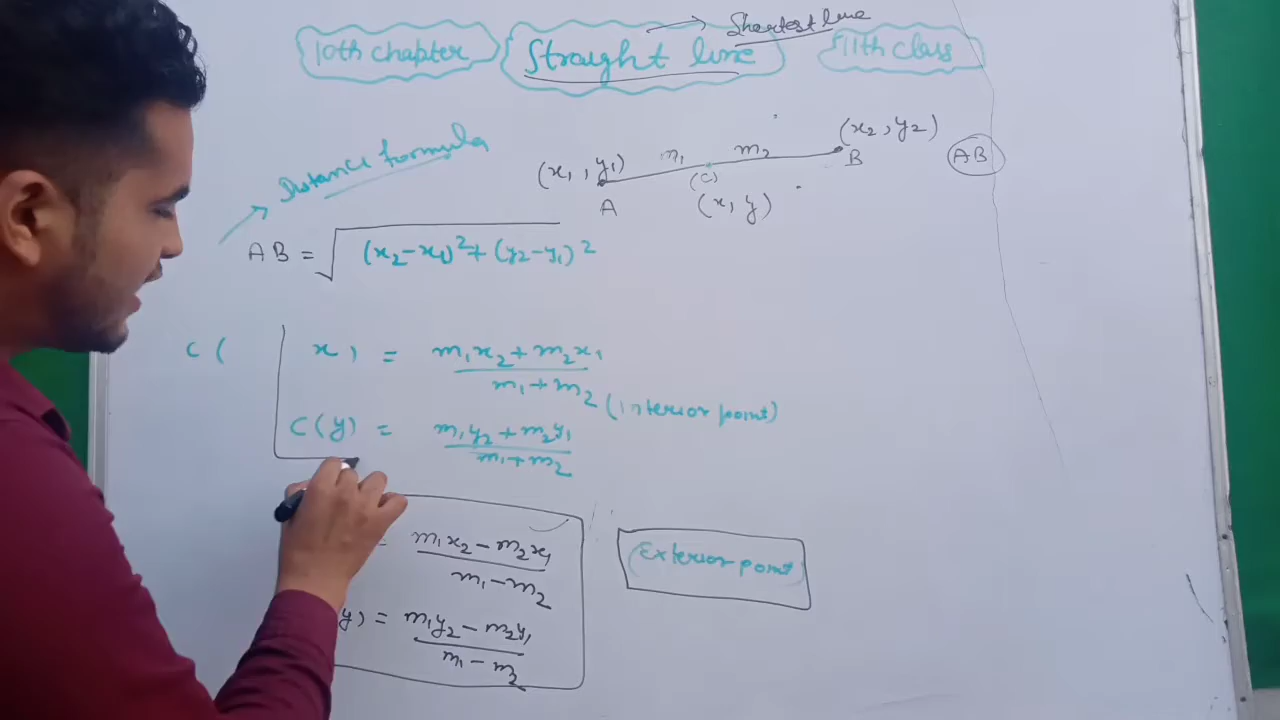 10th chapter Straight line → Shortest line 11th class
Distance formula
(x₁, y₁) m₁ m₂ (x₂, y₂)
A (C) B AB
(x, y)
AB = √(x₂-x₁)²+(y₂-y₁)²
C( x) = m₁x₂+m₂x₁ / m₁+m₂
(interior point)
C(y) = m₁y₂+m₂y₁ / m₁+m₂
= m₁x₂-m₂x₁ / m₁-m₂
Exterior point
y) = m₁y₂-m₂y₁ / m₁-m₂